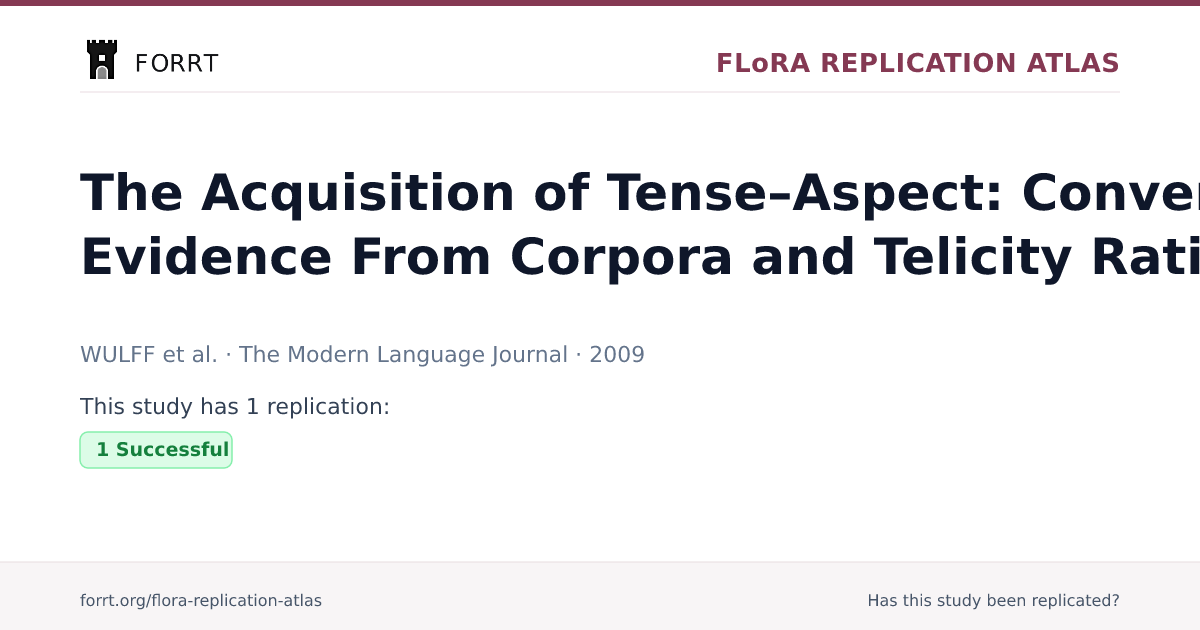 FORRT
FLoRA REPLICATION ATLAS
The Acquisition of Tense–Aspect:
Evidence From Corpora and Telicity
WULFF et al. · The Modern Language Journal · 2009
This study has 1 replication:
1 Successful
forrt.org/flora-replication-atlas
Has this study been replicated?